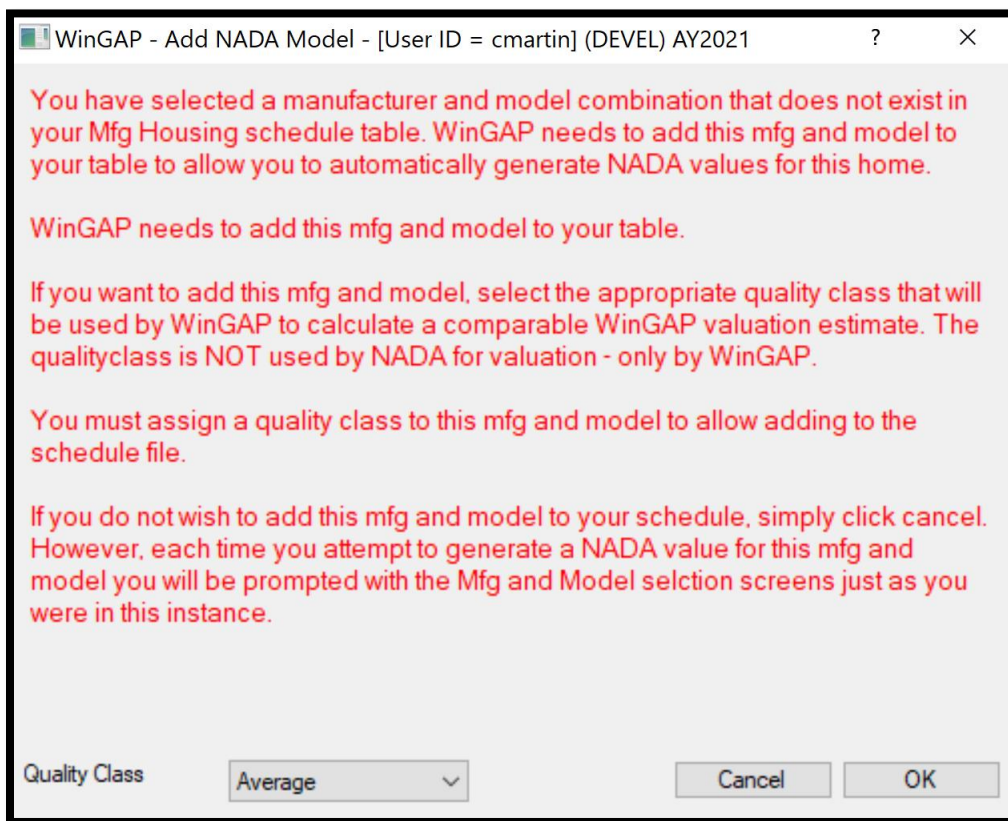 WinGAP - Add NADA Model - [User ID = cmartin] (DEVEL) AY2021 ?
You have selected a manufacturer and model combination that does not exist in
your Mfg Housing schedule table. WinGAP needs to add this mfg and model to
your table to allow you to automatically generate NADA values for this home.
WinGAP needs to add this mfg and model to your table.
If you want to add this mfg and model, select the appropriate quality class that will
be used by WinGAP to calculate a comparable WinGAP valuation estimate. The
qualityclass is NOT used by NADA for valuation - only by WinGAP.
You must assign a quality class to this mfg and model to allow adding to the
schedule file.
If you do not wish to add this mfg and model to your schedule, simply click cancel.
However, each time you attempt to generate a NADA value for this mfg and
model you will be prompted with the Mfg and Model selction screens just as you
were in this instance.
Quality Class Average Cancel OK